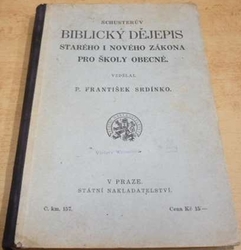 SCHUSTERŮV
BIBLICKÝ DĚJEPIS
STARÉHO I NOVÉHO ZÁKONA
PRO ŠKOLY OBECNÉ.
VZDĚLAL
P. FRANTIŠEK SRDÍNKO.
V PRAZE.
STÁTNÍ NAKLADATELSTVÍ.
Č. km. 157.
Cena Kč 15·—